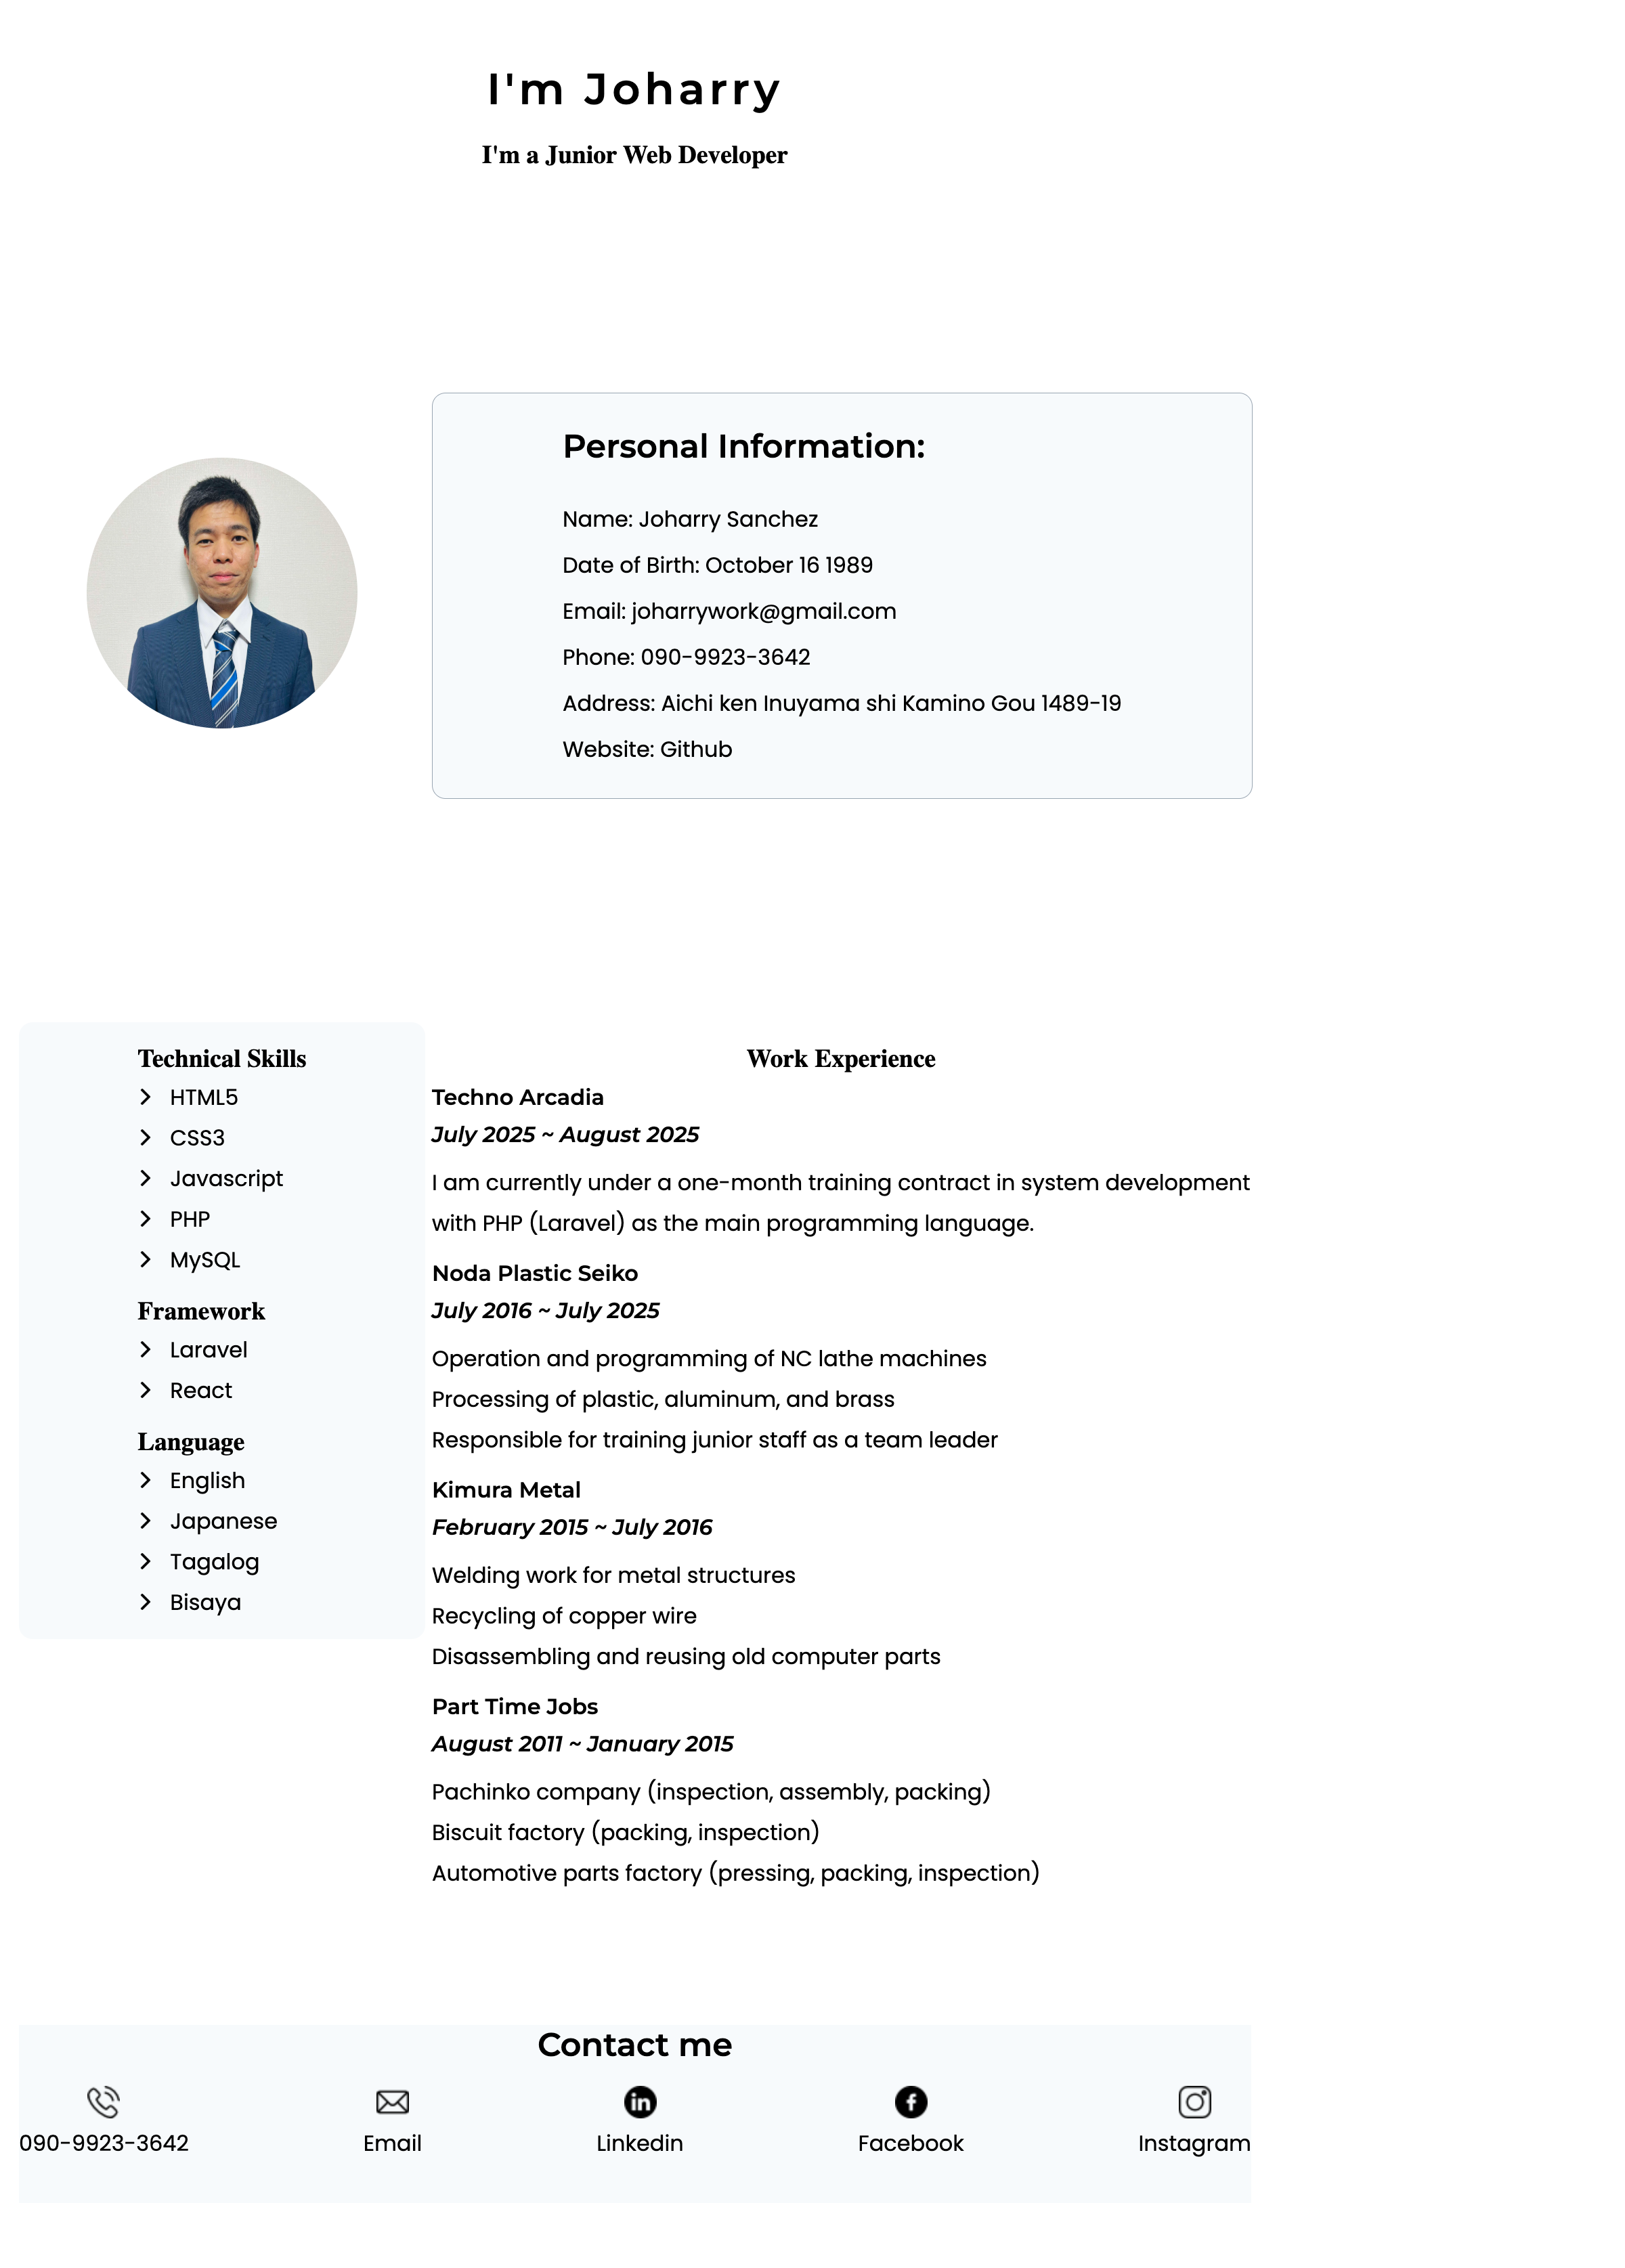 I'm Joharry
I'm a Junior Web Developer
Personal Information:
Name: Joharry Sanchez
Date of Birth: October 16 1989
Email: joharrywork@gmail.com
Phone: 090-9923-3642
Address: Aichi ken Inuyama shi Kamino Gou 1489-19
Website: Github
Technical Skills
HTML5
CSS3
Javascript
PHP
MySQL
Framework
Laravel
React
Language
English
Japanese
Tagalog
Bisaya
Work Experience
Techno Arcadia
July 2025 ~ August 2025
I am currently under a one-month training contract in system development
with PHP (Laravel) as the main programming language.
Noda Plastic Seiko
July 2016 ~ July 2025
Operation and programming of NC lathe machines
Processing of plastic, aluminum, and brass
Responsible for training junior staff as a team leader
Kimura Metal
February 2015 ~ July 2016
Welding work for metal structures
Recycling of copper wire
Disassembling and reusing old computer parts
Part Time Jobs
August 2011 ~ January 2015
Pachinko company (inspection, assembly, packing)
Biscuit factory (packing, inspection)
Automotive parts factory (pressing, packing, inspection)
Contact me
090-9923-3642
Email
Linkedin
Facebook
Instagram